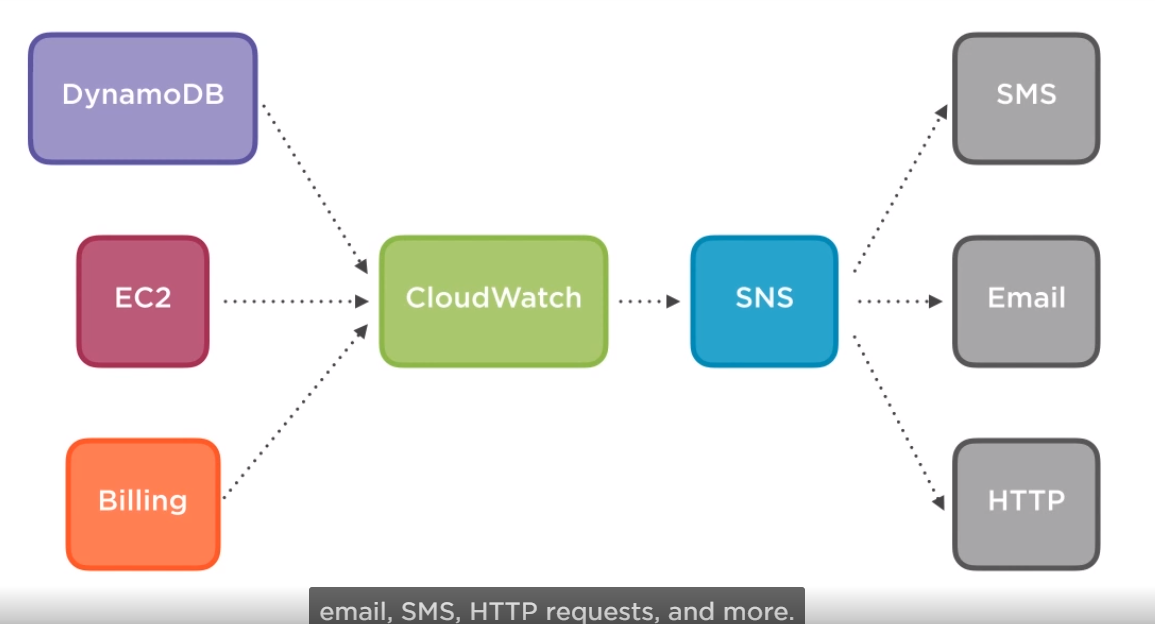 DynamoDB
SMS
EC2
CloudWatch
SNS
Email
Billing
HTTP
email, SMS, HTTP requests, and more.